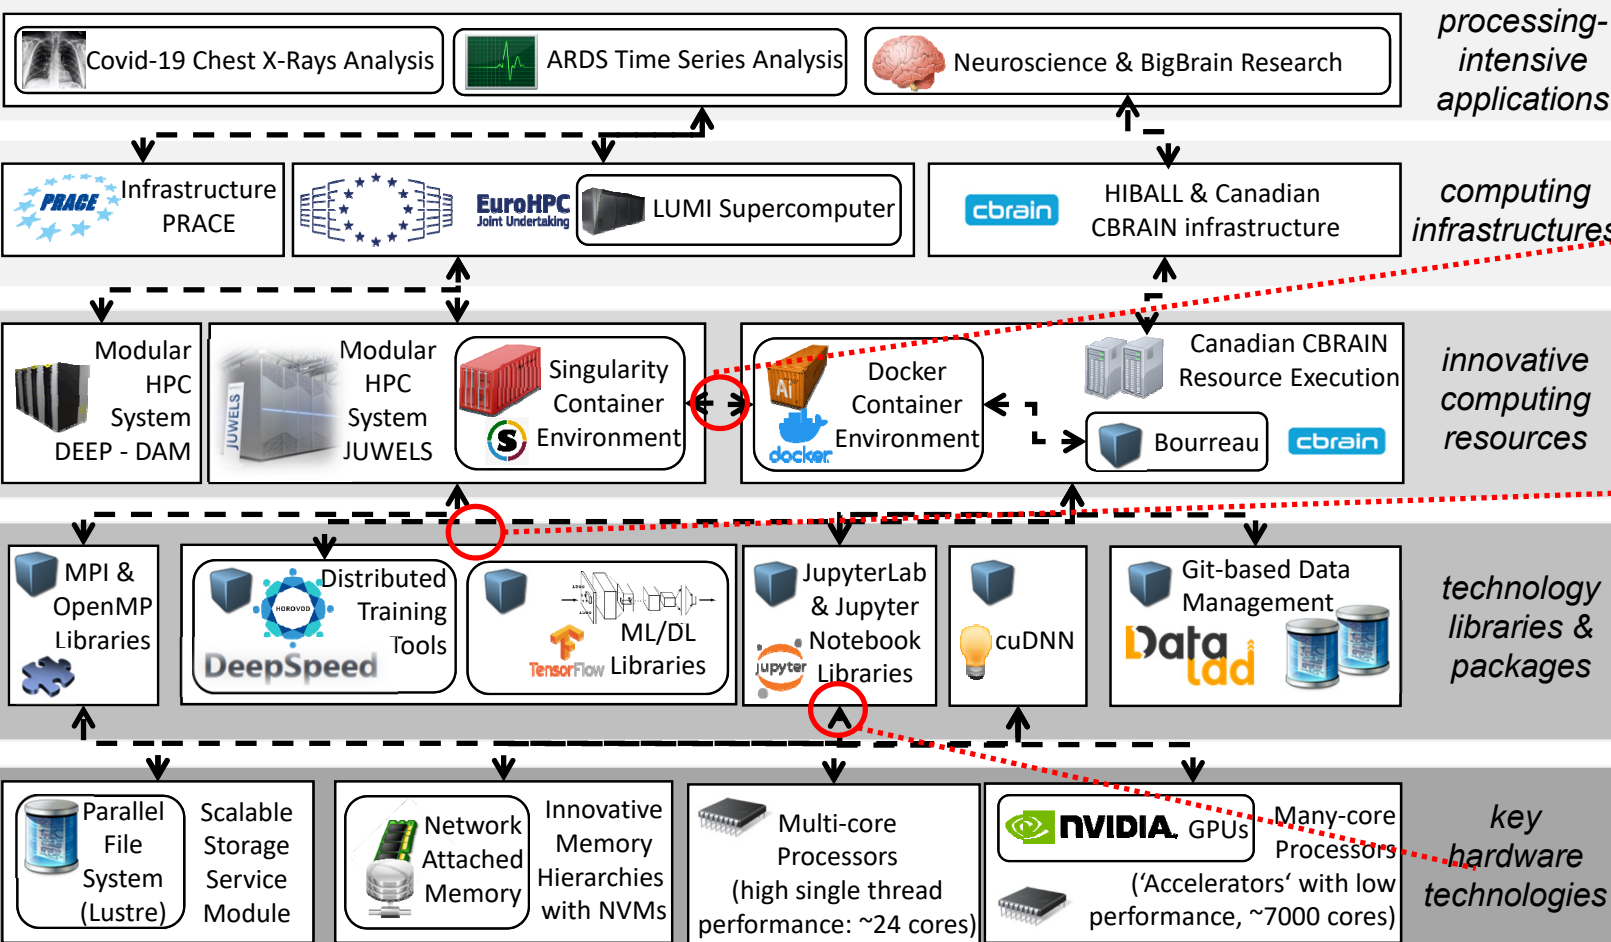 processing-
intensive
applications
Covid-19 Chest X-Rays Analysis
ARDS Time Series Analysis
Neuroscience & BigBrain Research
computing
infrastructures
PRACE
Infrastructure
PRACE
EuroHPC
Joint Undertaking
LUMI Supercomputer
cbrain
HIBALL & Canadian
CBRAIN infrastructure
innovative
computing
resources
Modular
HPC
System
DEEP - DAM
JUWELS
Modular
HPC
System
JUWELS
Singularity
Container
Environment
S
Ai
docker
Docker
Container
Environment
Canadian CBRAIN
Resource Execution
Bourreau
cbrain
technology
libraries &
packages
MPI &
OpenMP
Libraries
HOROVOD
Distributed
Training
Tools
DeepSpeed
TensorFlow
ML/DL
Libraries
JupyterLab
& Jupyter
Notebook
Libraries
jupyter
cuDNN
Git-based Data
Management
DataLad
key
hardware
technologies
Parallel
File
System
(Lustre)
Scalable
Storage
Service
Module
Network
Attached
Memory
Innovative
Memory
Hierarchies
with NVMs
Multi-core
Processors
(high single thread
performance: ~24 cores)
NVIDIA. GPUs
Many-core
Processors
(‘Accelerators‘ with low
performance, ~7000 cores)